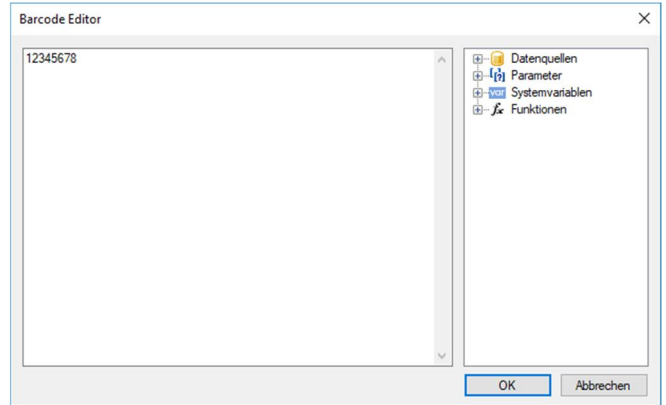 Barcode Editor
12345678
Datenquellen
[?] Parameter
var Systemvariablen
fx Funktionen
OK
Abbrechen